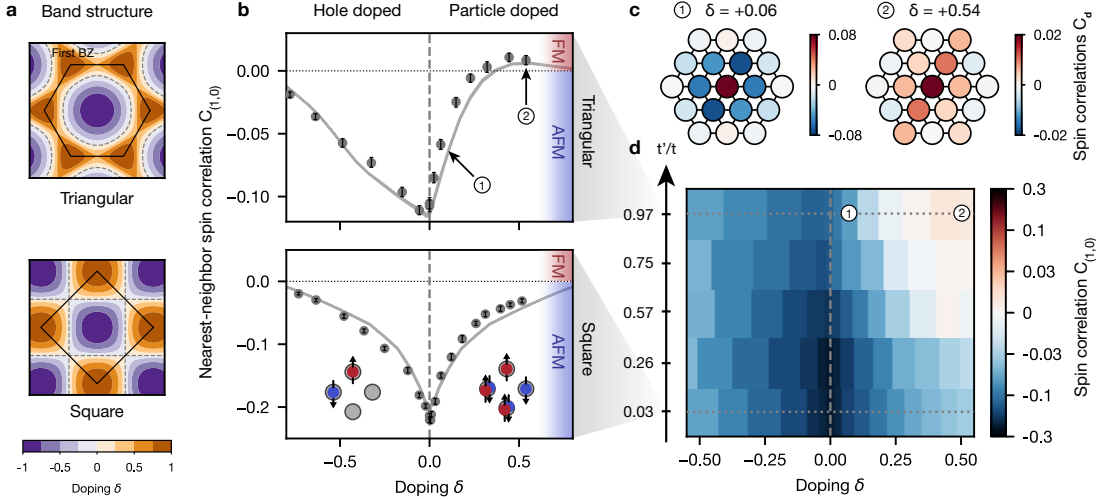 a
Band structure
First BZ
Triangular
Square
-1 -0.5 0 0.5 1
Doping δ
b
Hole doped
Particle doped
Nearest-neighbor spin correlation C(1,0)
0.00
−0.05
−0.10
1
2
FM
AFM
Triangular
0.0
−0.1
−0.2
FM
AFM
Square
−0.5 0.0 0.5
Doping δ
c
1 δ = +0.06
2 δ = +0.54
0.08
0
−0.08
0.02
0
−0.02
Spin correlations Cd
d
t'/t
0.97
0.75
0.57
0.26
0.03
1
2
−0.50 −0.25 0.00 0.25 0.50
Doping δ
0.3
0.1
0.03
0
-0.03
-0.1
-0.3
Spin correlation C(1,0)